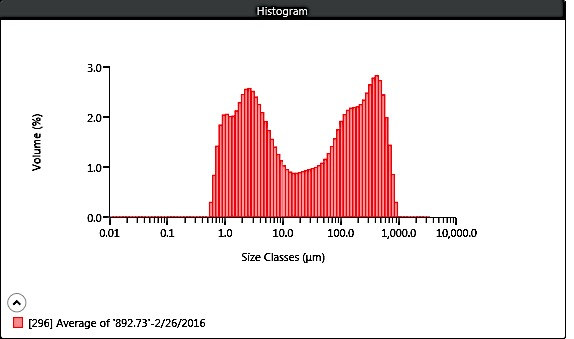 Histogram
3.0
2.0
1.0
0.0
Volume (%)
0.01 0.1 1.0 10.0 100.0 1,000.0 10,000.0
Size Classes (μm)
[296] Average of '892.73'-2/26/2016